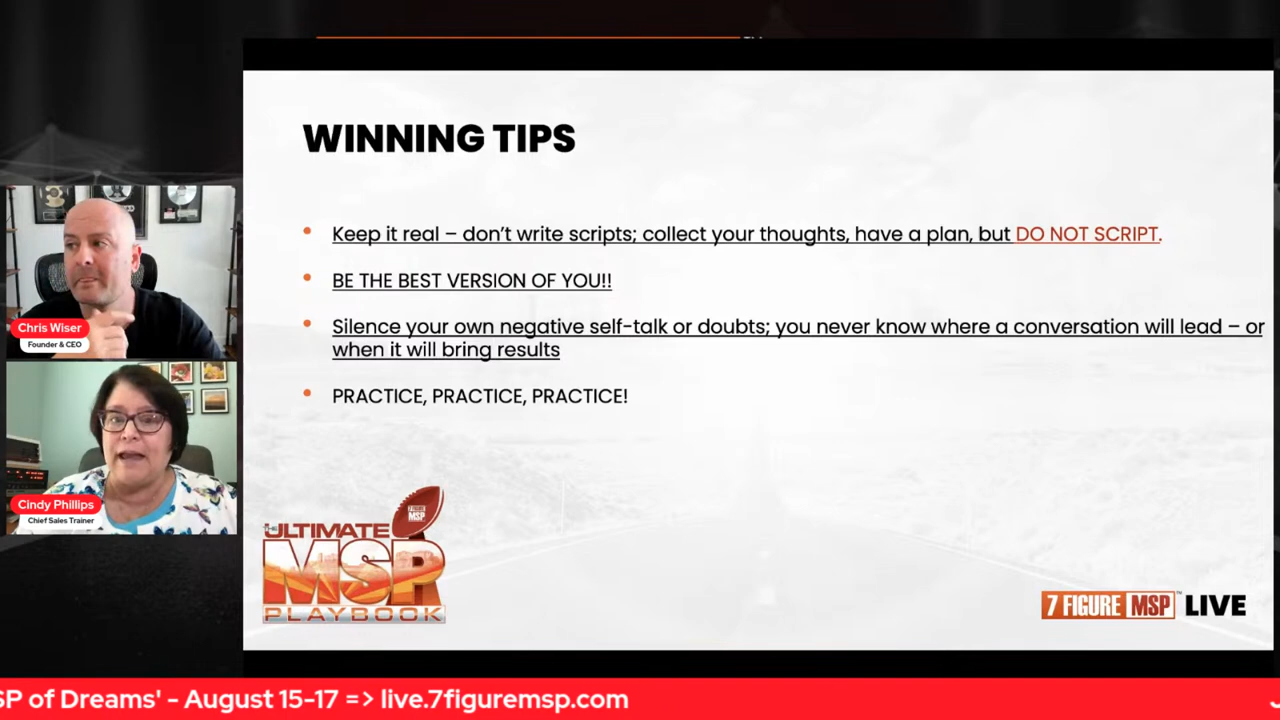 WINNING TIPS
Keep it real – don't write scripts; collect your thoughts, have a plan, but DO NOT SCRIPT.
BE THE BEST VERSION OF YOU!!
Silence your own negative self-talk or doubts; you never know where a conversation will lead – or
when it will bring results
PRACTICE, PRACTICE, PRACTICE!
Chris Wiser
Founder & CEO
Cindy Phillips
Chief Sales Trainer
7 FIGURE
MSP
THE ULTIMATE
MSP
PLAYBOOK
7 FIGURE MSP™ LIVE
SP of Dreams' - August 15-17 => live.7figuremsp.com